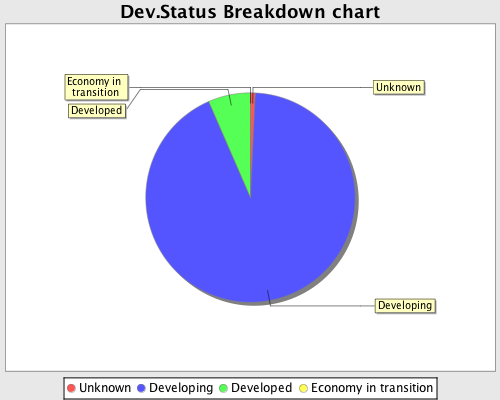 Dev.Status Breakdown chart
Economy in
transition
Developed
Unknown
Developing
Unknown Developing Developed Economy in transition